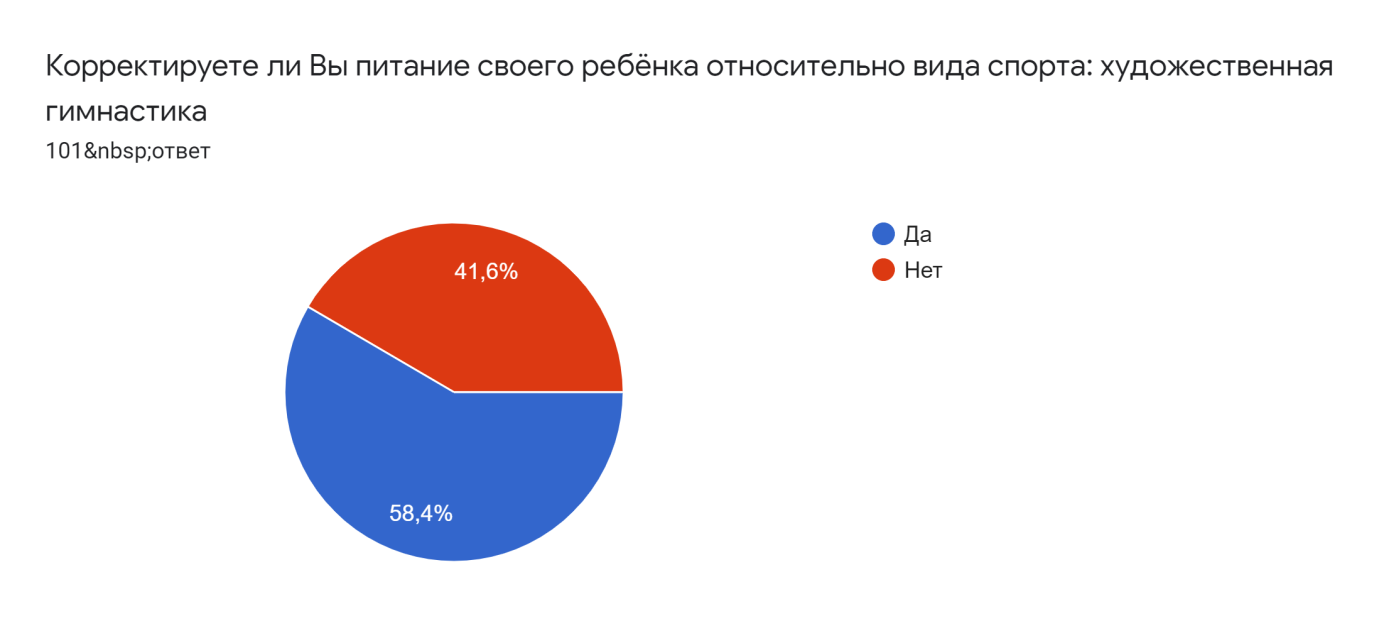 Корректируете ли Вы питание своего ребёнка относительно вида спорта: художественная
гимнастика
101&nbsp;ответ
Да
Нет
41,6%
58,4%